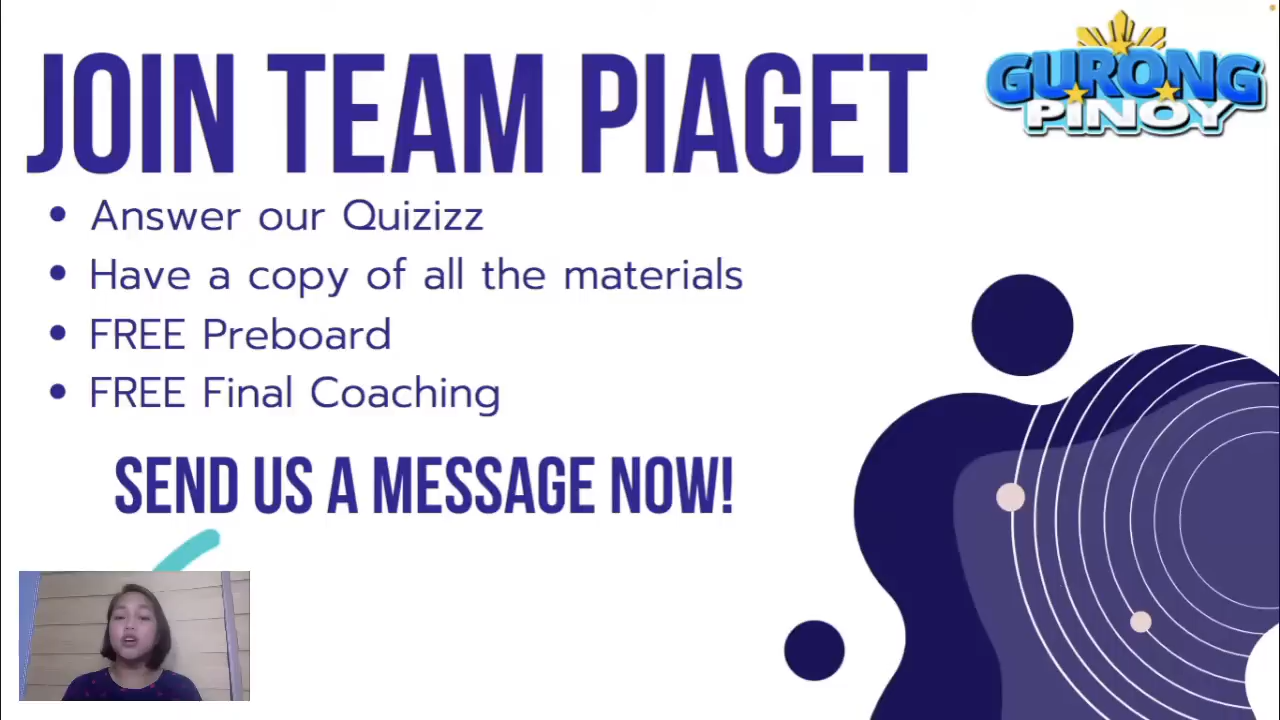 JOIN TEAM PIAGET
GURONG
PINOY
• Answer our Quizizz
• Have a copy of all the materials
• FREE Preboard
• FREE Final Coaching
SEND US A MESSAGE NOW!